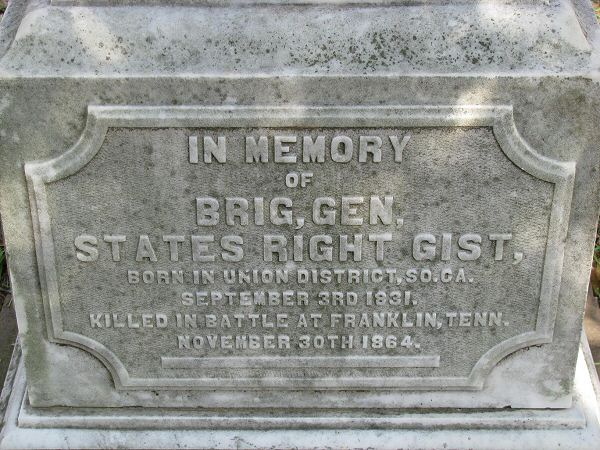 IN MEMORY
OF
BRIG, GEN.
STATES RIGHT GIST,
BORN IN UNION DISTRICT, SO. CA.
SEPTEMBER 3RD 1831.
KILLED IN BATTLE AT FRANKLIN, TENN.
NOVEMBER 30TH 1864.